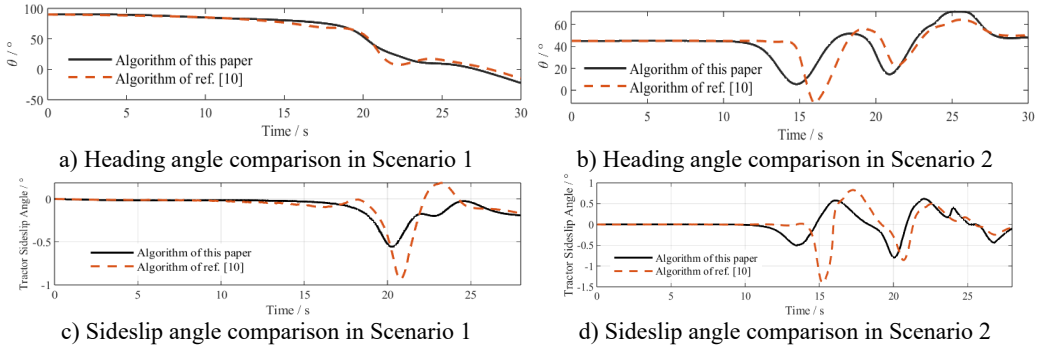 100
50
0
-50
θ / °
Algorithm of this paper
Algorithm of ref. [10]
0 5 10 15 20 25 30
Time / s
a) Heading angle comparison in Scenario 1
60
40
20
0
θ / °
Algorithm of this paper
Algorithm of ref. [10]
0 5 10 15 20 25 30
Time / s
b) Heading angle comparison in Scenario 2
0
-0.5
-1
Tractor Sideslip Angle / °
Algorithm of this paper
Algorithm of ref. [10]
0 5 10 15 20 25
Time / s
c) Sideslip angle comparison in Scenario 1
1
0.5
0
-0.5
-1
-1.5
Tractor Sideslip Angle / °
Algorithm of this paper
Algorithm of ref. [10]
0 5 10 15 20 25
Time / s
d) Sideslip angle comparison in Scenario 2